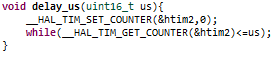 void delay_us(uint16_t us){
    __HAL_TIM_SET_COUNTER(&htim2,0);
    while(__HAL_TIM_GET_COUNTER(&htim2)<=us);
}